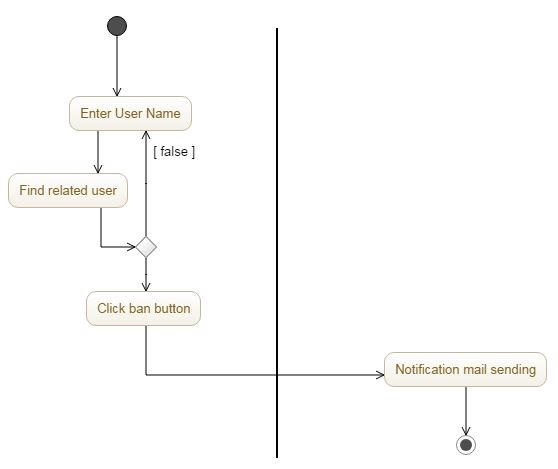 Enter User Name
[ false ]
Find related user
Click ban button
Notification mail sending